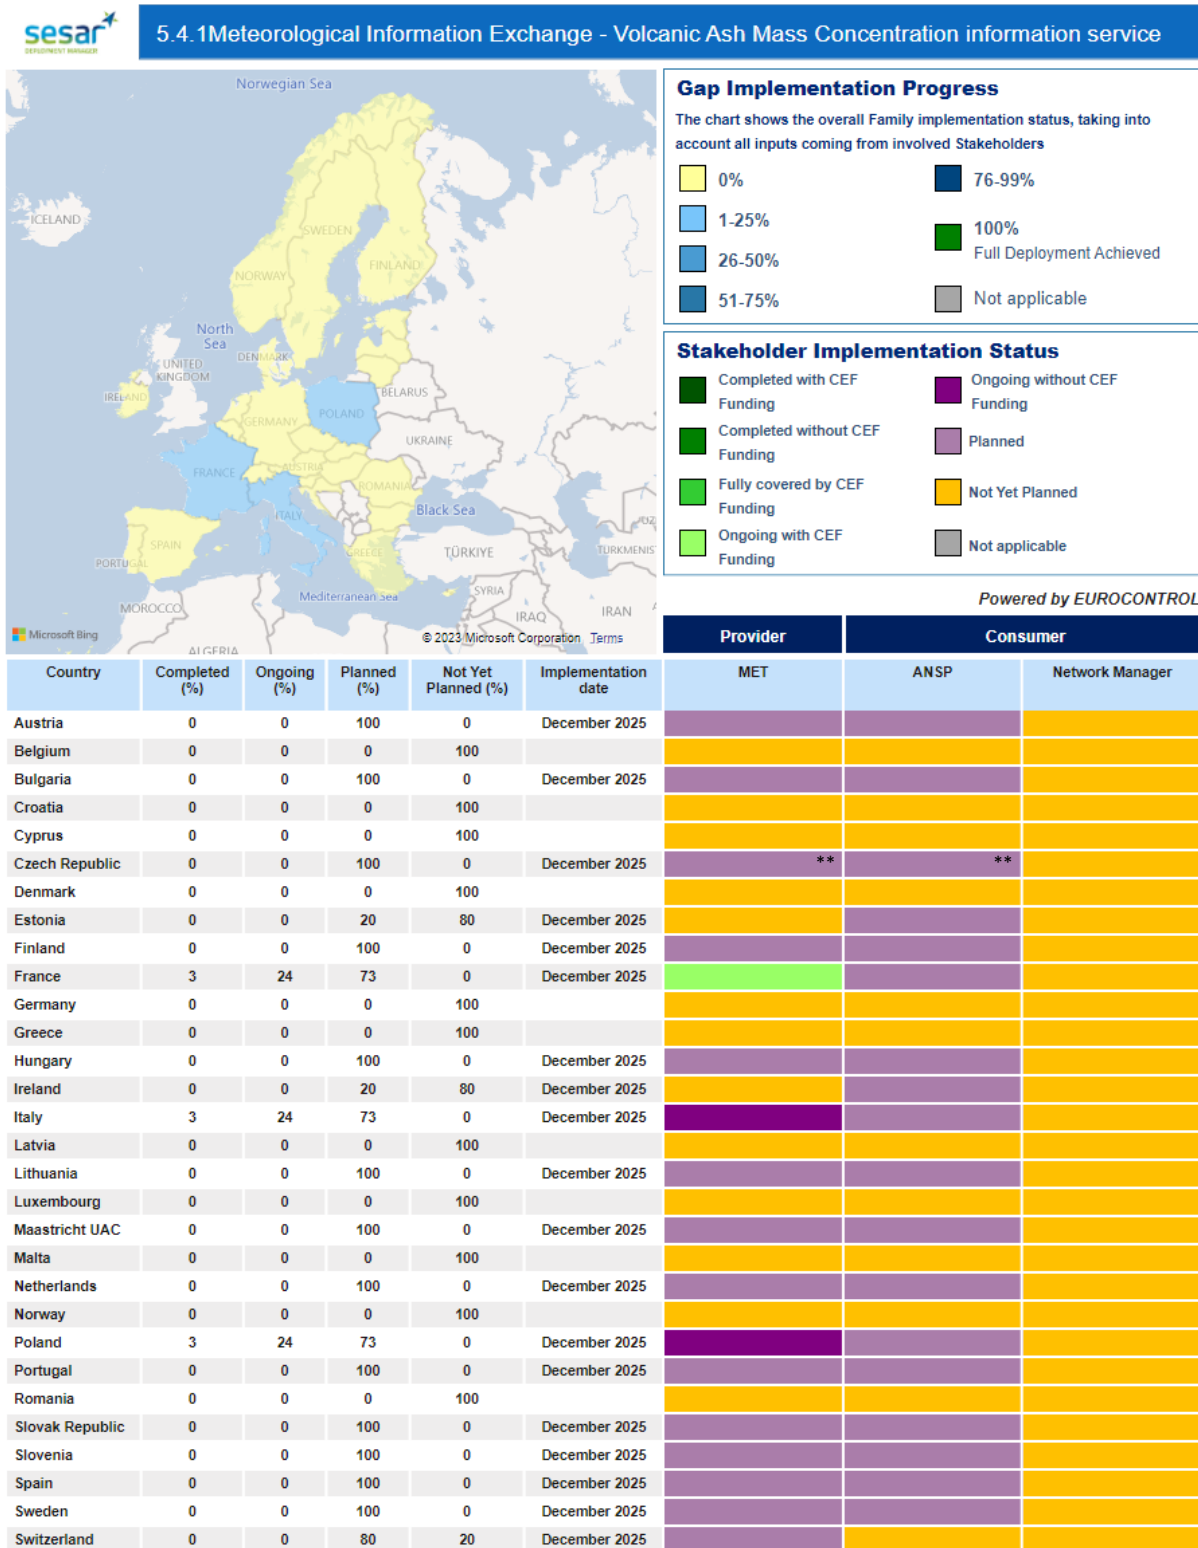 sesar
DEPLOYMENT MANAGER
5.4.1Meteorological Information Exchange - Volcanic Ash Mass Concentration information service
Norwegian Sea
ICELAND
SWEDEN
FINLAND
NORWAY
North
Sea
UNITED
KINGDOM
DENMARK
IRELAND
BELARUS
POLAND
GERMANY
UKRAINE
FRANCE
AUSTRIA
ROMANIA
ITALY
Black Sea
SPAIN
PORTUGAL
GREECE
TÜRKIYE
UZ
TURKMENIS
Mediterranean Sea
SYRIA
MOROCCO
IRAQ
IRAN
ALGERIA
Microsoft Bing
© 2023 Microsoft Corporation Terms
Gap Implementation Progress
The chart shows the overall Family implementation status, taking into
account all inputs coming from involved Stakeholders
0% 76-99%
1-25% 100%
Full Deployment Achieved
26-50%
51-75% Not applicable
Stakeholder Implementation Status
Completed with CEF
Funding
Ongoing without CEF
Funding
Completed without CEF
Funding
Planned
Fully covered by CEF
Funding
Not Yet Planned
Ongoing with CEF
Funding
Not applicable
Powered by EUROCONTROL
Provider Consumer
Country Completed (%) Ongoing (%) Planned (%) Not Yet Planned (%) Implementation date MET ANSP Network Manager
Austria 0 0 100 0 December 2025
Belgium 0 0 0 100
Bulgaria 0 0 100 0 December 2025
Croatia 0 0 0 100
Cyprus 0 0 0 100
Czech Republic 0 0 100 0 December 2025 ** **
Denmark 0 0 0 100
Estonia 0 0 20 80 December 2025
Finland 0 0 100 0 December 2025
France 3 24 73 0 December 2025
Germany 0 0 0 100
Greece 0 0 0 100
Hungary 0 0 100 0 December 2025
Ireland 0 0 20 80 December 2025
Italy 3 24 73 0 December 2025
Latvia 0 0 0 100
Lithuania 0 0 100 0 December 2025
Luxembourg 0 0 0 100
Maastricht UAC 0 0 100 0 December 2025
Malta 0 0 0 100
Netherlands 0 0 100 0 December 2025
Norway 0 0 0 100
Poland 3 24 73 0 December 2025
Portugal 0 0 100 0 December 2025
Romania 0 0 0 100
Slovak Republic 0 0 100 0 December 2025
Slovenia 0 0 100 0 December 2025
Spain 0 0 100 0 December 2025
Sweden 0 0 100 0 December 2025
Switzerland 0 0 80 20 December 2025